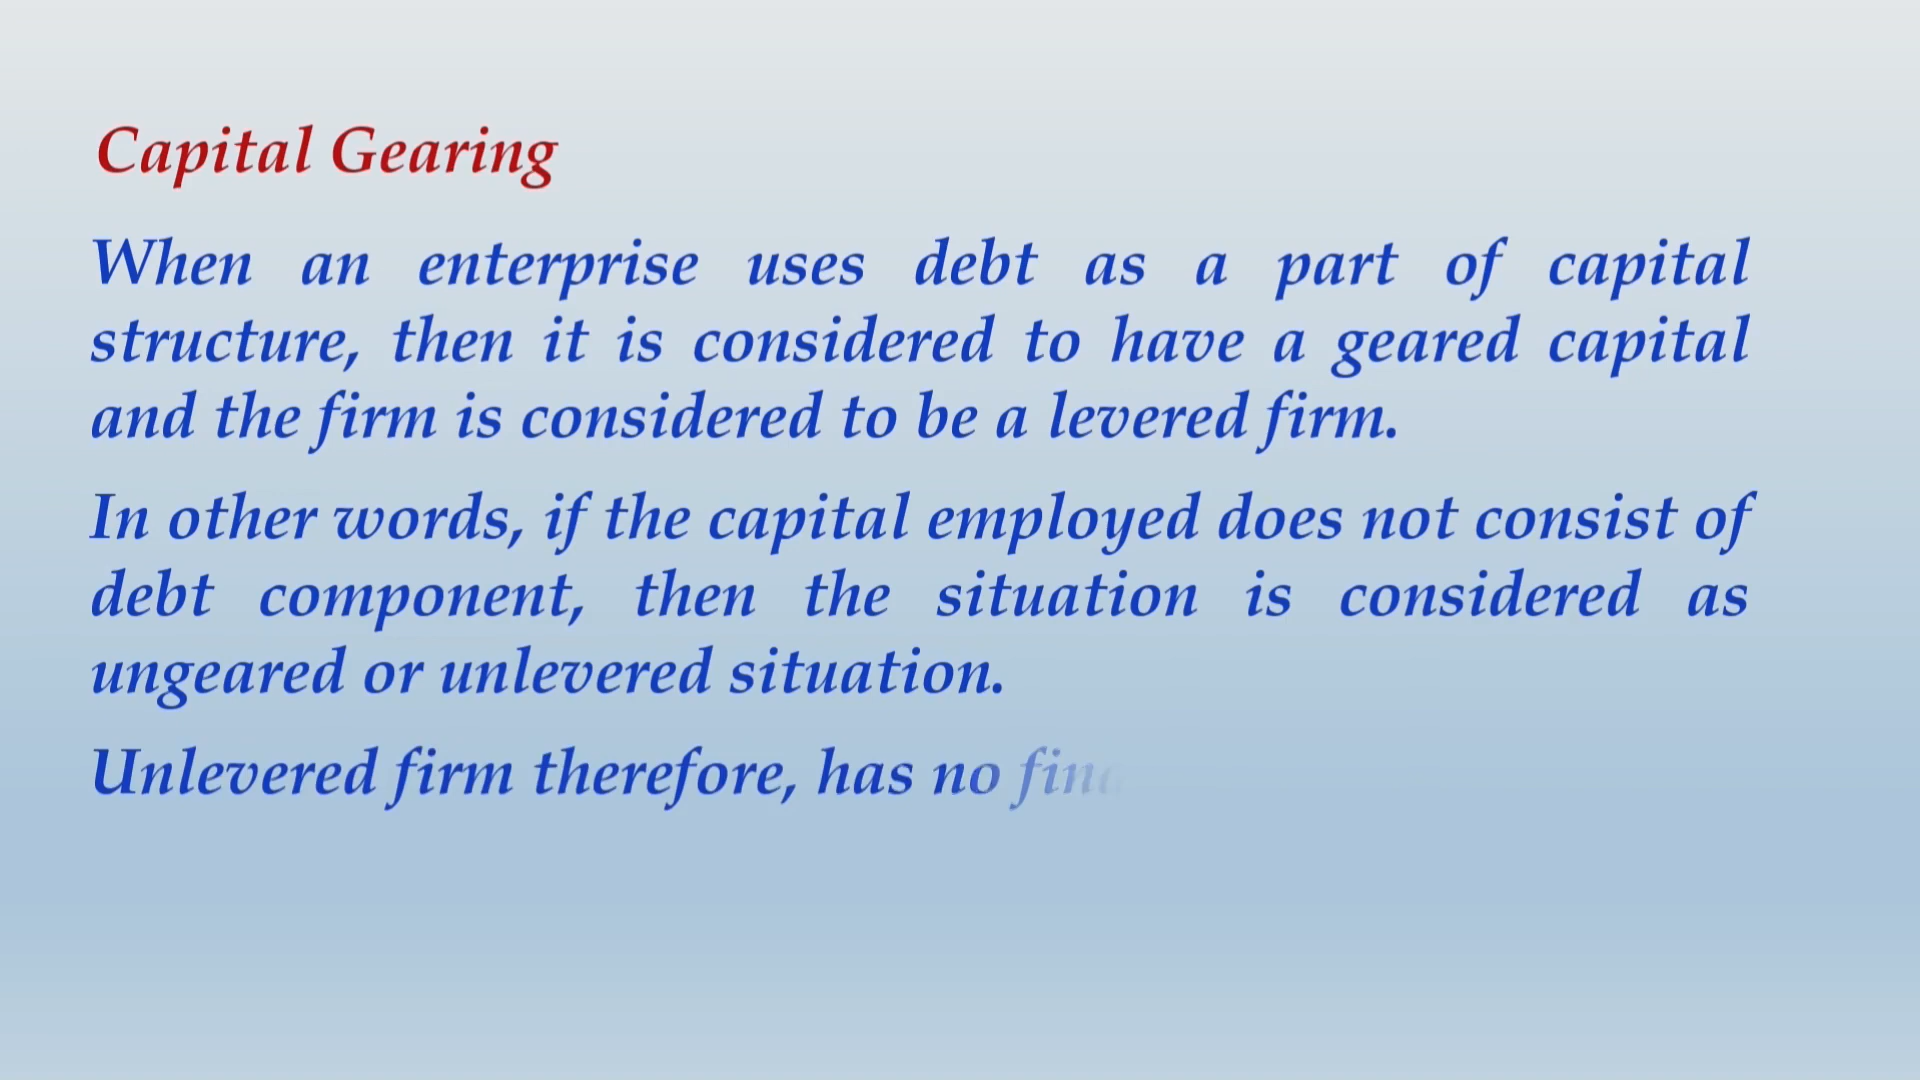 Capital Gearing
When an enterprise uses debt as a part of capital
structure, then it is considered to have a geared capital
and the firm is considered to be a levered firm.
In other words, if the capital employed does not consist of
debt component, then the situation is considered as
ungeared or unlevered situation.
Unlevered firm therefore, has no